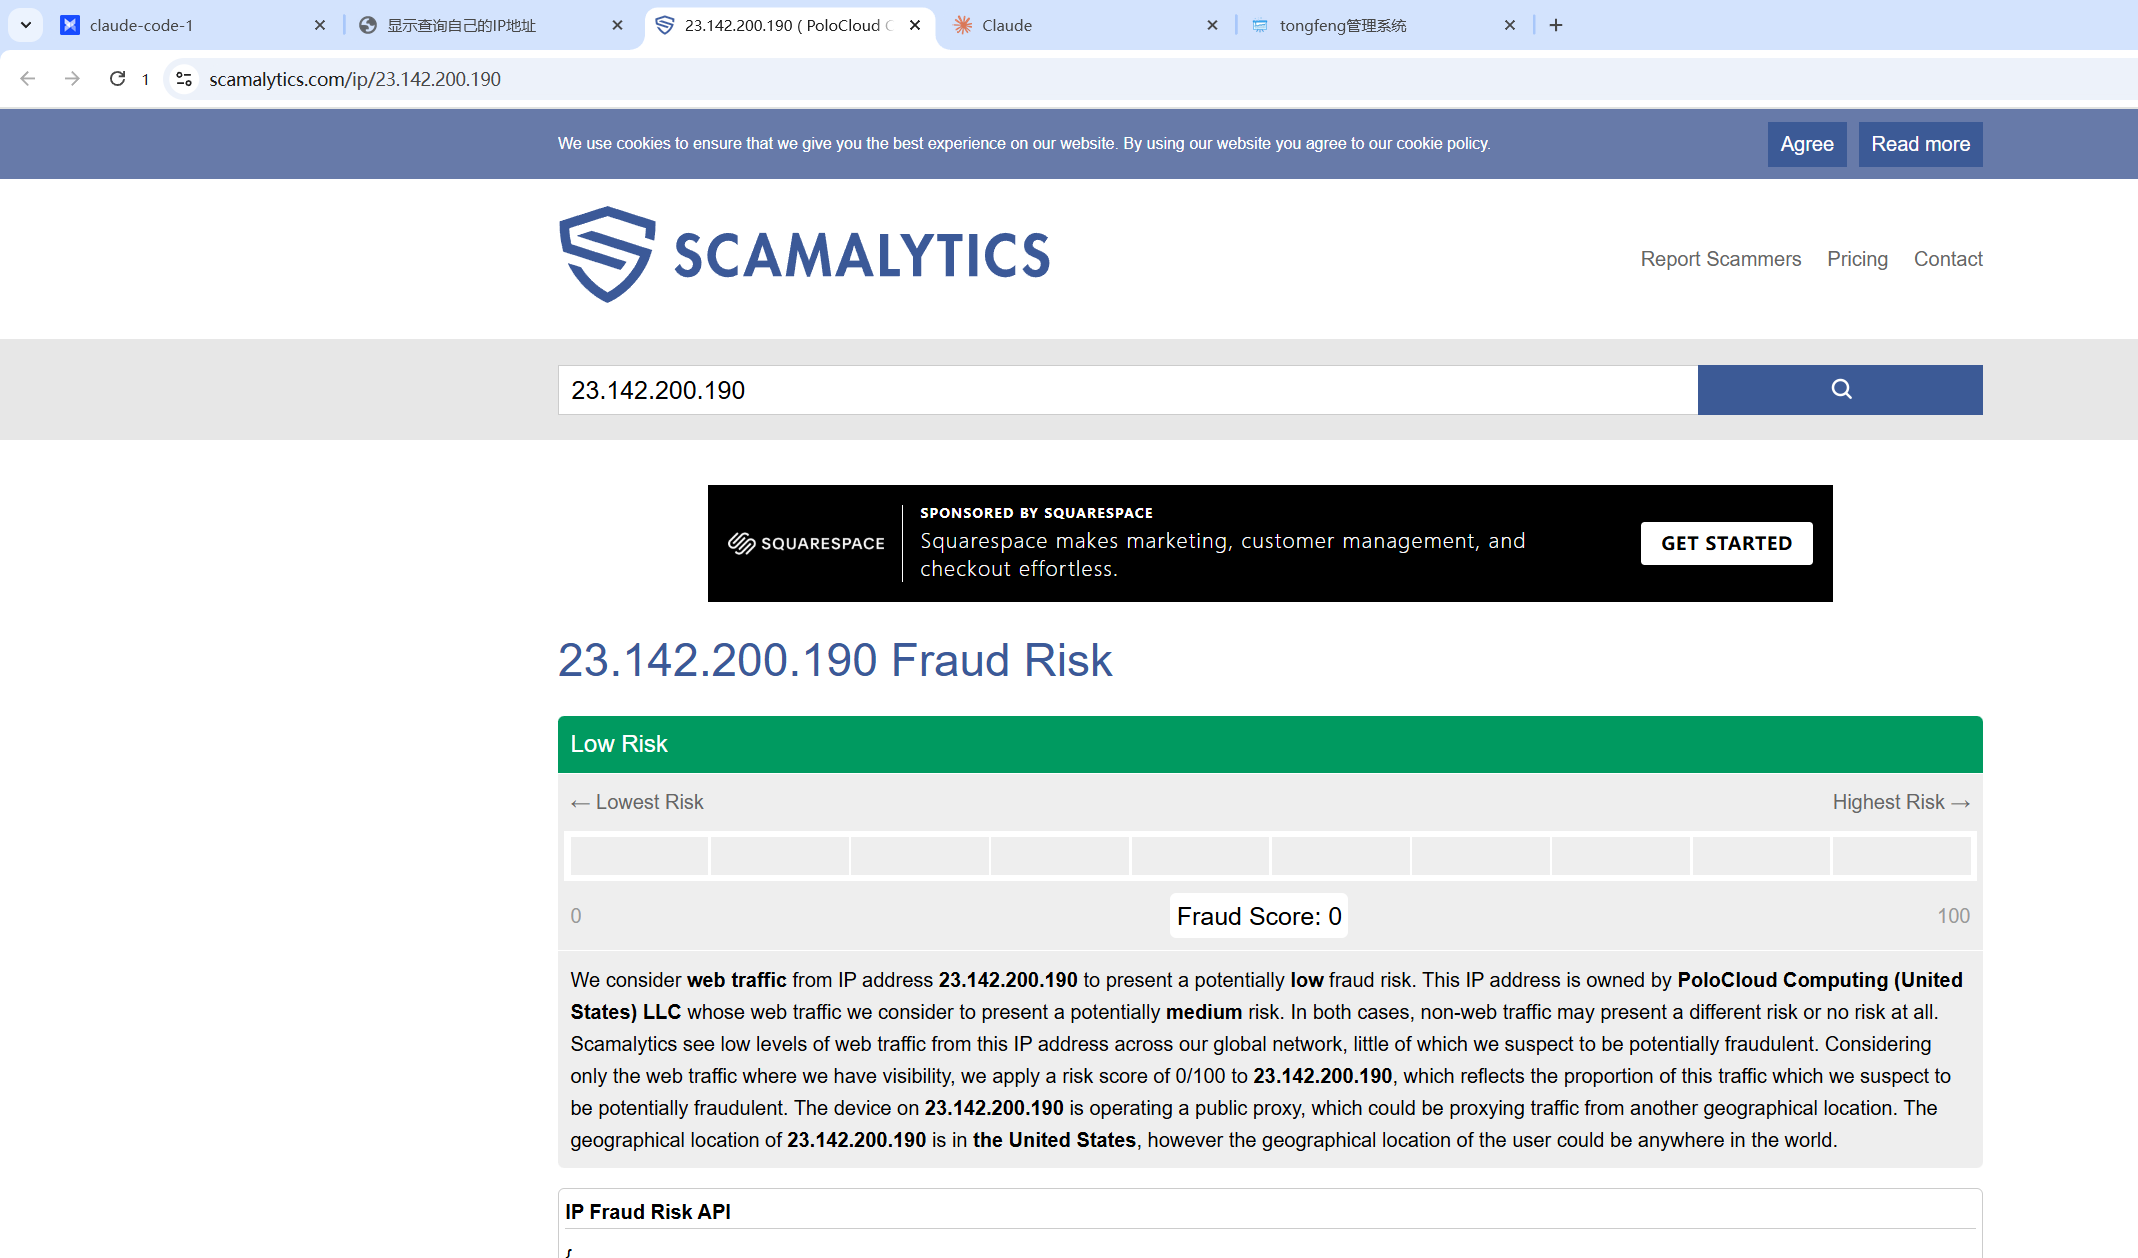 claude-code-1
显示查询自己的IP地址
23.142.200.190 ( PoloCloud C
Claude
tongfeng管理系统
1
scamalytics.com/ip/23.142.200.190
We use cookies to ensure that we give you the best experience on our website. By using our website you agree to our cookie policy.
Agree
Read more
SCAMALYTICS
Report Scammers
Pricing
Contact
23.142.200.190
SQUARESPACE
SPONSORED BY SQUARESPACE
Squarespace makes marketing, customer management, and
checkout effortless.
GET STARTED
23.142.200.190 Fraud Risk
Low Risk
← Lowest Risk
Highest Risk →
0
Fraud Score: 0
100
We consider web traffic from IP address 23.142.200.190 to present a potentially low fraud risk. This IP address is owned by PoloCloud Computing (United
States) LLC whose web traffic we consider to present a potentially medium risk. In both cases, non-web traffic may present a different risk or no risk at all.
Scamalytics see low levels of web traffic from this IP address across our global network, little of which we suspect to be potentially fraudulent. Considering
only the web traffic where we have visibility, we apply a risk score of 0/100 to 23.142.200.190, which reflects the proportion of this traffic which we suspect to
be potentially fraudulent. The device on 23.142.200.190 is operating a public proxy, which could be proxying traffic from another geographical location. The
geographical location of 23.142.200.190 is in the United States, however the geographical location of the user could be anywhere in the world.
IP Fraud Risk API
{